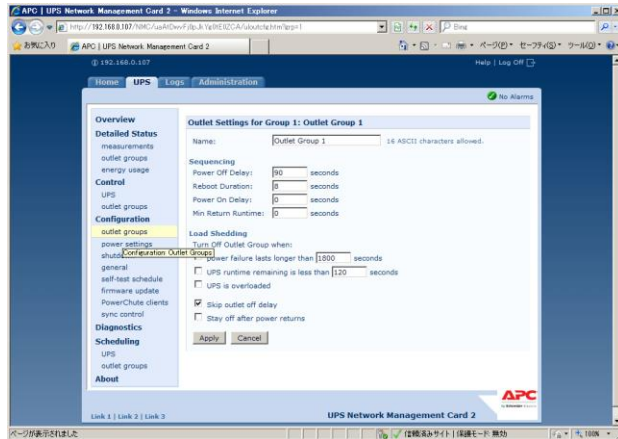 APC | UPS Network Management Card 2 - Windows Internet Explorer
Bing
お気に入り
APC | UPS Network Management Card 2
ページ(P)
セーフティ(S)
ツール(O)
192.168.0.107
Help | Log Off
Home
UPS
Logs
Administration
No Alarms
Overview
Detailed Status
measurements
outlet groups
energy usage
Control
UPS
outlet groups
Configuration
outlet groups
power settings
Configuration Outlet Groups
general
self-test schedule
firmware update
PowerChute clients
sync control
Diagnostics
Scheduling
UPS
outlet groups
About
Outlet Settings for Group 1: Outlet Group 1
Name: Outlet Group 1 16 ASCII characters allowed.
Sequencing
Power Off Delay: 90 seconds
Reboot Duration: 8 seconds
Power On Delay: 0 seconds
Min Return Runtime: 0 seconds
Load Shedding
Turn Off Outlet Group when:
power failure lasts longer than 1800 seconds
UPS runtime remaining is less than 120 seconds
UPS is overloaded
Skip outlet off delay
Stay off after power returns
Apply
Cancel
APC
Link 1 | Link 2 | Link 3
UPS Network Management Card 2
ページが表示されました
信頼済みサイト | 保護モード: 無効
100%